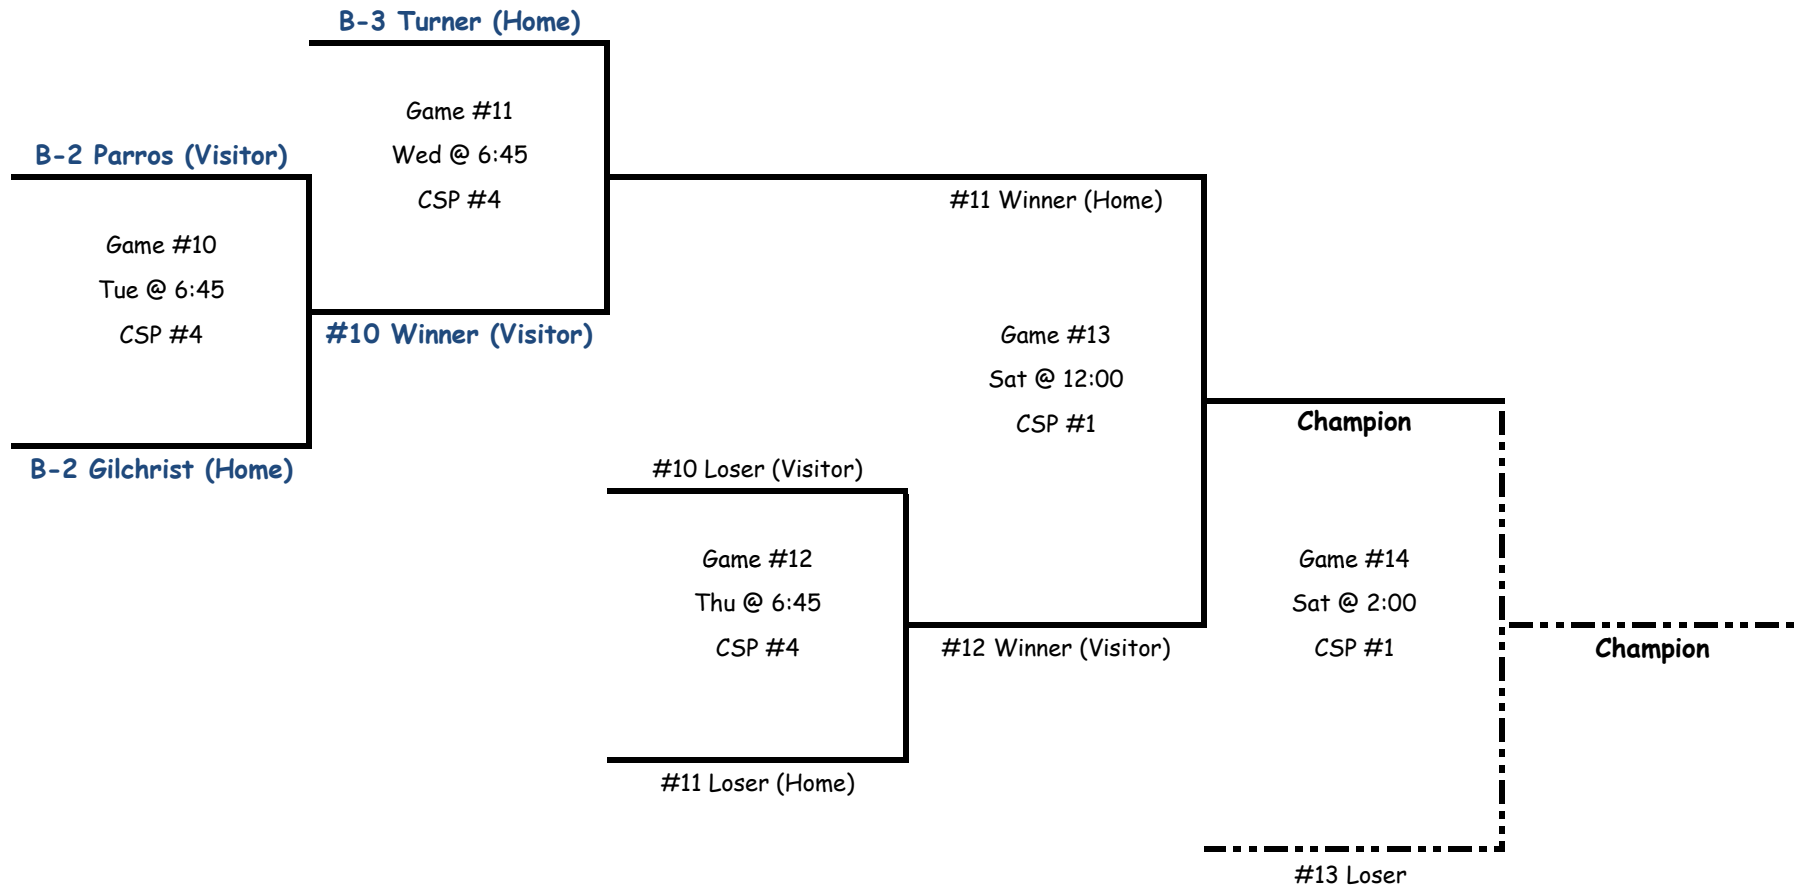 B-3 Turner (Home)
Game #11
Wed @ 6:45
CSP #4
B-2 Parros (Visitor)
Game #10
Tue @ 6:45
CSP #4
#10 Winner (Visitor)
B-2 Gilchrist (Home)
#11 Winner (Home)
Game #13
Sat @ 12:00
CSP #1
#10 Loser (Visitor)
Game #12
Thu @ 6:45
CSP #4
#12 Winner (Visitor)
#11 Loser (Home)
Champion
Game #14
Sat @ 2:00
CSP #1
Champion
#13 Loser